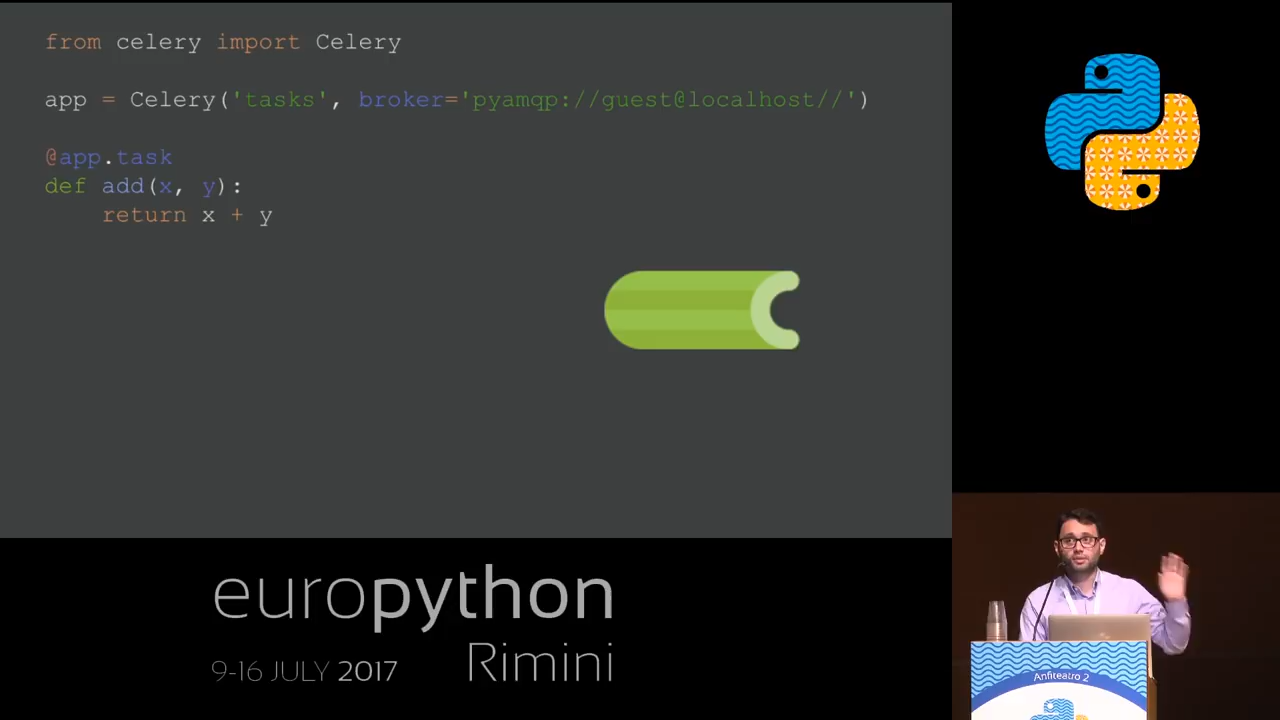 from celery import Celery
app = Celery('tasks', broker='pyamqp://guest@localhost//')
@app.task
def add(x, y):
    return x + y
europython
9-16 JULY 2017 Rimini
Anfiteatro 2